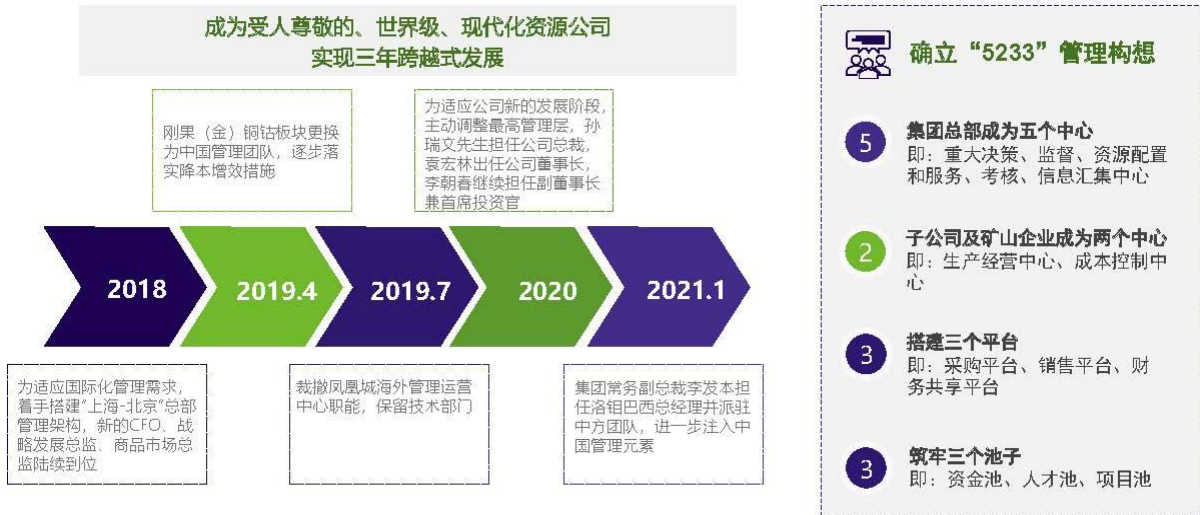 成为受人尊敬的、世界级、现代化资源公司
实现三年跨越式发展
刚果（金）铜钴板块更换
为中国管理团队，逐步落
实降本增效措施
为适应公司新的发展阶段，
主动调整最高管理层，孙
瑞文先生担任公司总裁，
袁宏林出任公司董事长，
李朝春继续担任副董事长
兼首席投资官
2018
2019.4
2019.7
2020
2021.1
为适应国际化管理需求，
着手搭建“上海-北京”总部
管理架构，新的CFO、战
略发展总监、商品市场总
监陆续到位
裁撤凤凰城海外管理运营
中心职能，保留技术部门
集团常务副总裁李发本担
任洛钼巴西总经理并派驻
中方团队，进一步注入中
国管理元素
确立“5233”管理构想
5
集团总部成为五个中心
即：重大决策、监督、资源配置
和服务、考核、信息汇集中心
2
子公司及矿山企业成为两个中心
即：生产经营中心、成本控制中
心
3
搭建三个平台
即：采购平台、销售平台、财
务共享平台
3
筑牢三个池子
即：资金池、人才池、项目池